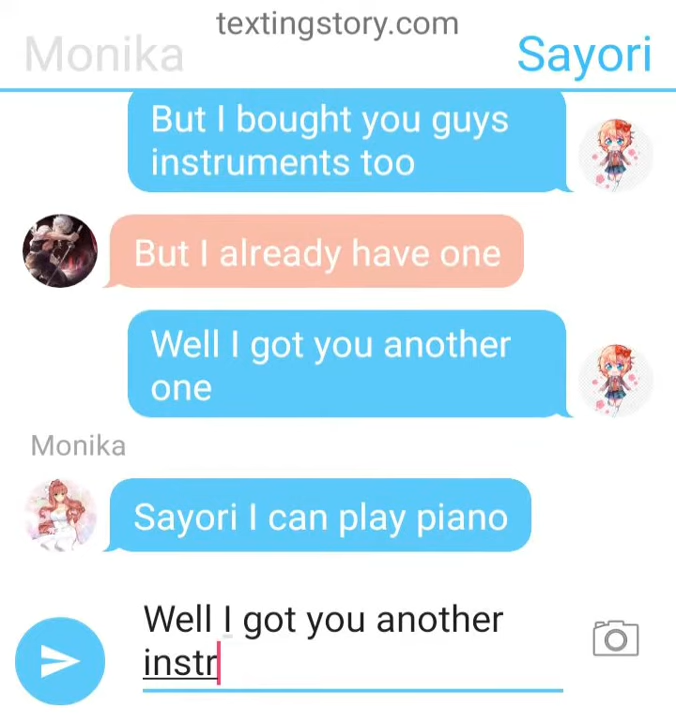 textingstory.com
Monika
Sayori
But I bought you guys
instruments too
But I already have one
Well I got you another
one
Monika
Sayori I can play piano
Well I got you another
instr